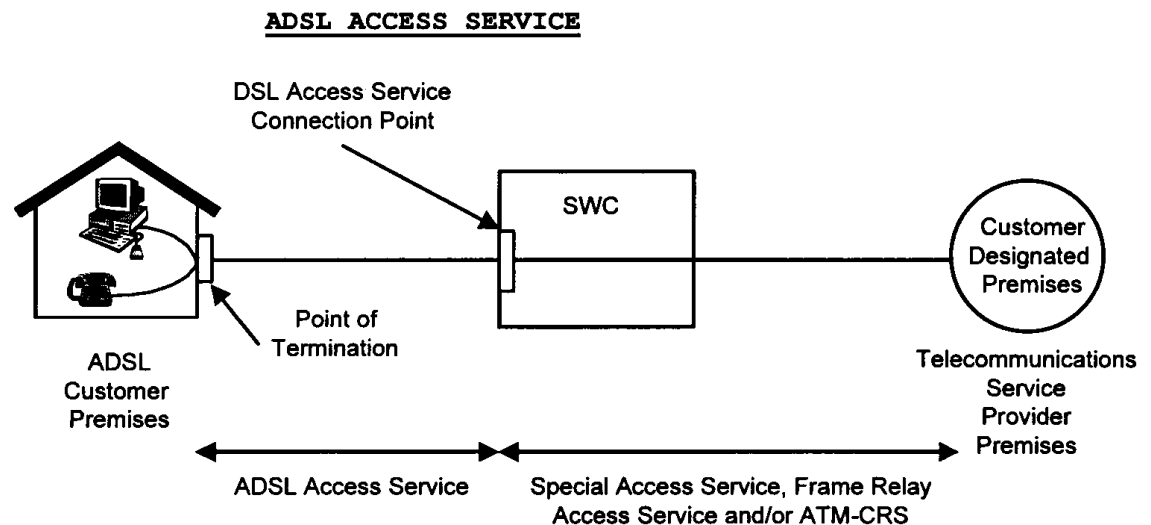 ADSL ACCESS SERVICE
DSL Access Service
Connection Point
SWC
Customer
Designated
Premises
Point of
Termination
ADSL
Customer
Premises
Telecommunications
Service
Provider
Premises
ADSL Access Service
Special Access Service, Frame Relay
Access Service and/or ATM-CRS